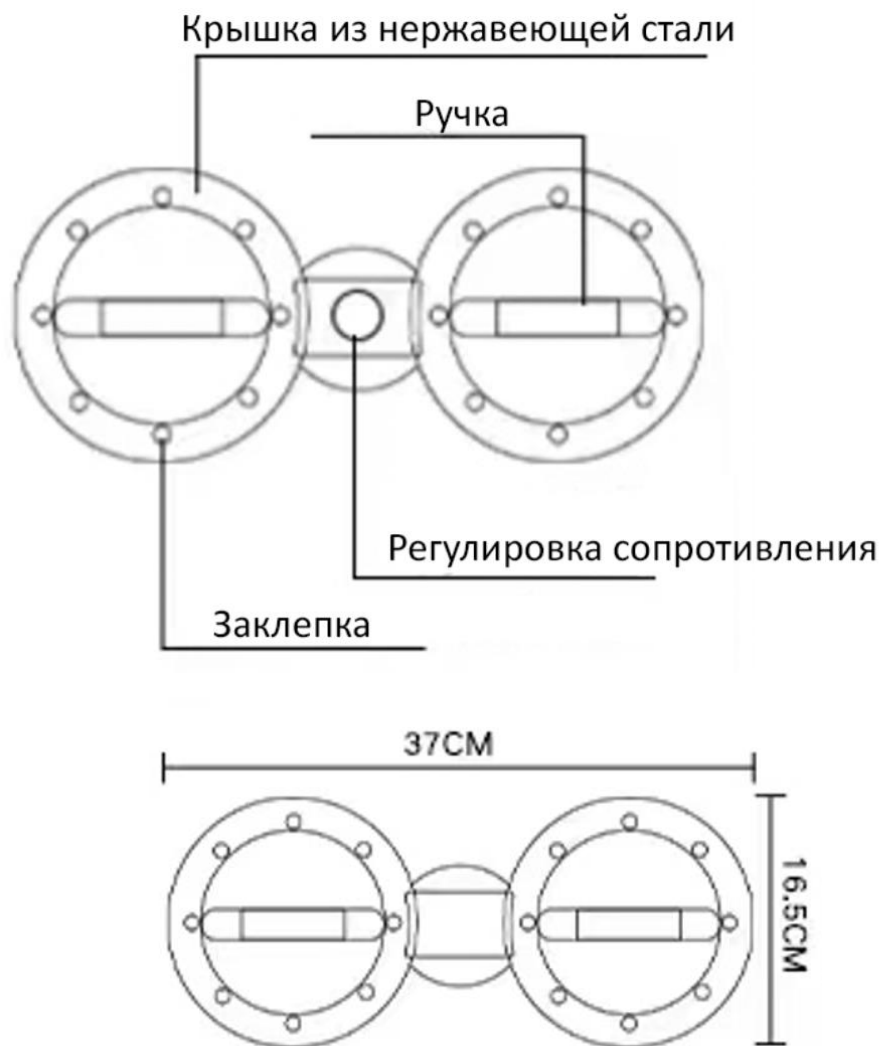 Крышка из нержавеющей стали
Ручка
Регулировка сопротивления
Заклепка
37CM
16.5CM